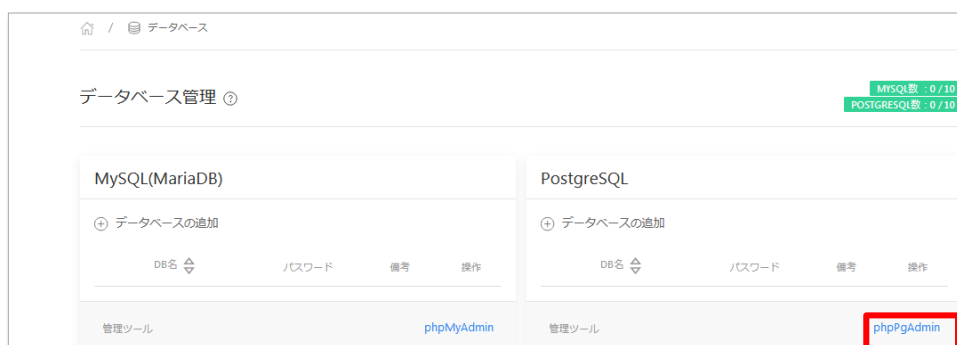 / データベース
データベース管理 ?
MYSQL数 : 0 / 10
POSTGRESQL数 : 0 / 10
MySQL(MariaDB)
データベースの追加
DB名 パスワード 備考 操作
管理ツール phpMyAdmin
PostgreSQL
データベースの追加
DB名 パスワード 備考 操作
管理ツール phpPgAdmin